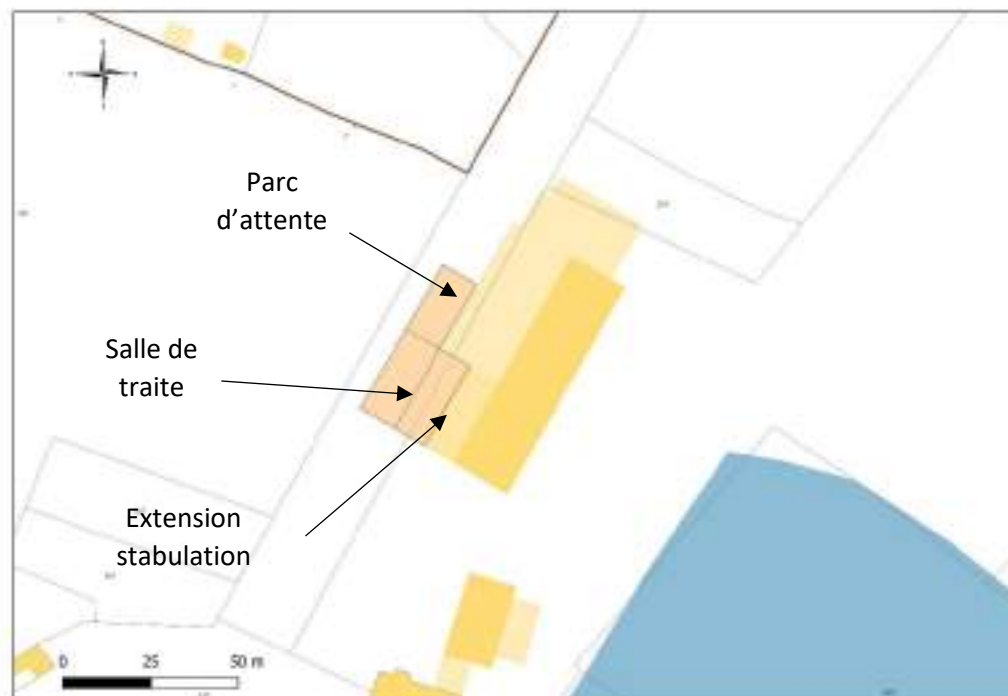 Parc
d’attente
Salle de
traite
Extension
stabulation
0 25 50 m